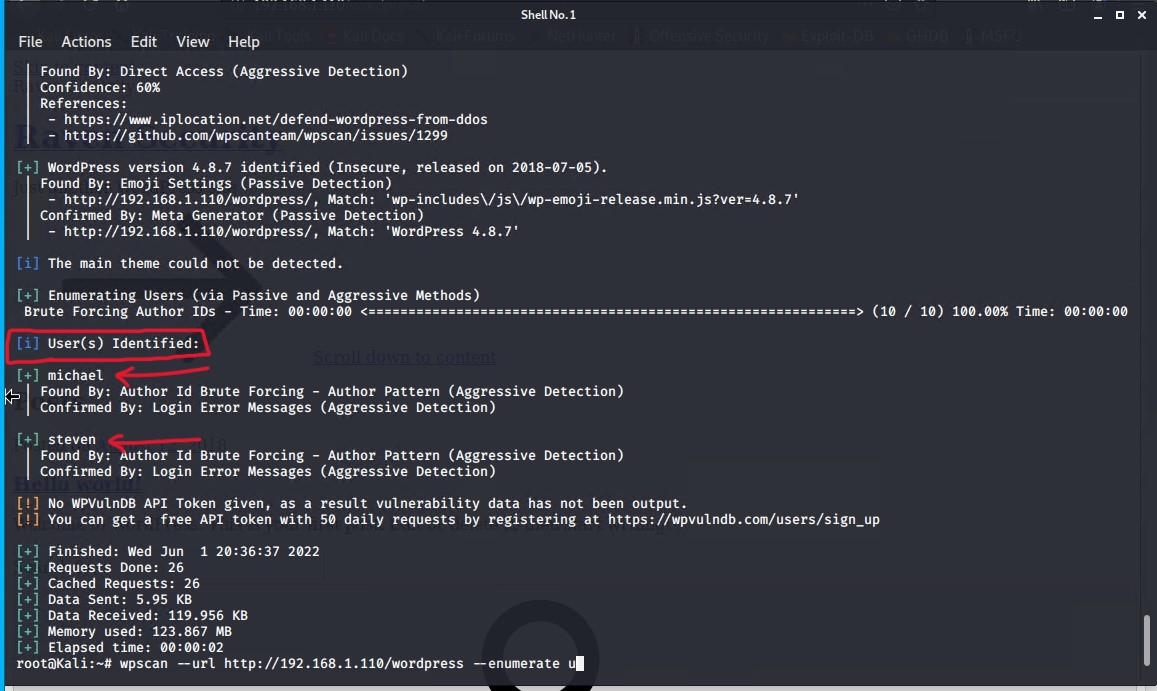 Shell No. 1
File Actions Edit View Help
Found By: Direct Access (Aggressive Detection)
Confidence: 60%
References:
- https://www.iplocation.net/defend-wordpress-from-ddos
- https://github.com/wpscanteam/wpscan/issues/1299
[+] WordPress version 4.8.7 identified (Insecure, released on 2018-07-05).
Found By: Emoji Settings (Passive Detection)
- http://192.168.1.110/wordpress/, Match: 'wp-includes\/js\/wp-emoji-release.min.js?ver=4.8.7'
Confirmed By: Meta Generator (Passive Detection)
- http://192.168.1.110/wordpress/, Match: 'WordPress 4.8.7'
[i] The main theme could not be detected.
[+] Enumerating Users (via Passive and Aggressive Methods)
Brute Forcing Author IDs - Time: 00:00:00 <=============================================================> (10 / 10) 100.00% Time: 00:00:00
[i] User(s) Identified:
Scroll down to content
[+] michael
Found By: Author Id Brute Forcing - Author Pattern (Aggressive Detection)
Confirmed By: Login Error Messages (Aggressive Detection)
[+] steven
Found By: Author Id Brute Forcing - Author Pattern (Aggressive Detection)
Confirmed By: Login Error Messages (Aggressive Detection)
Hello world!
[!] No WPVulnDB API Token given, as a result vulnerability data has not been output.
[!] You can get a free API token with 50 daily requests by registering at https://wpvulndb.com/users/sign_up
[+] Finished: Wed Jun  1 20:36:37 2022
[+] Requests Done: 26
[+] Cached Requests: 26
[+] Data Sent: 5.95 KB
[+] Data Received: 119.956 KB
[+] Memory used: 123.867 MB
[+] Elapsed time: 00:00:02
root@Kali:~# wpscan --url http://192.168.1.110/wordpress --enumerate u